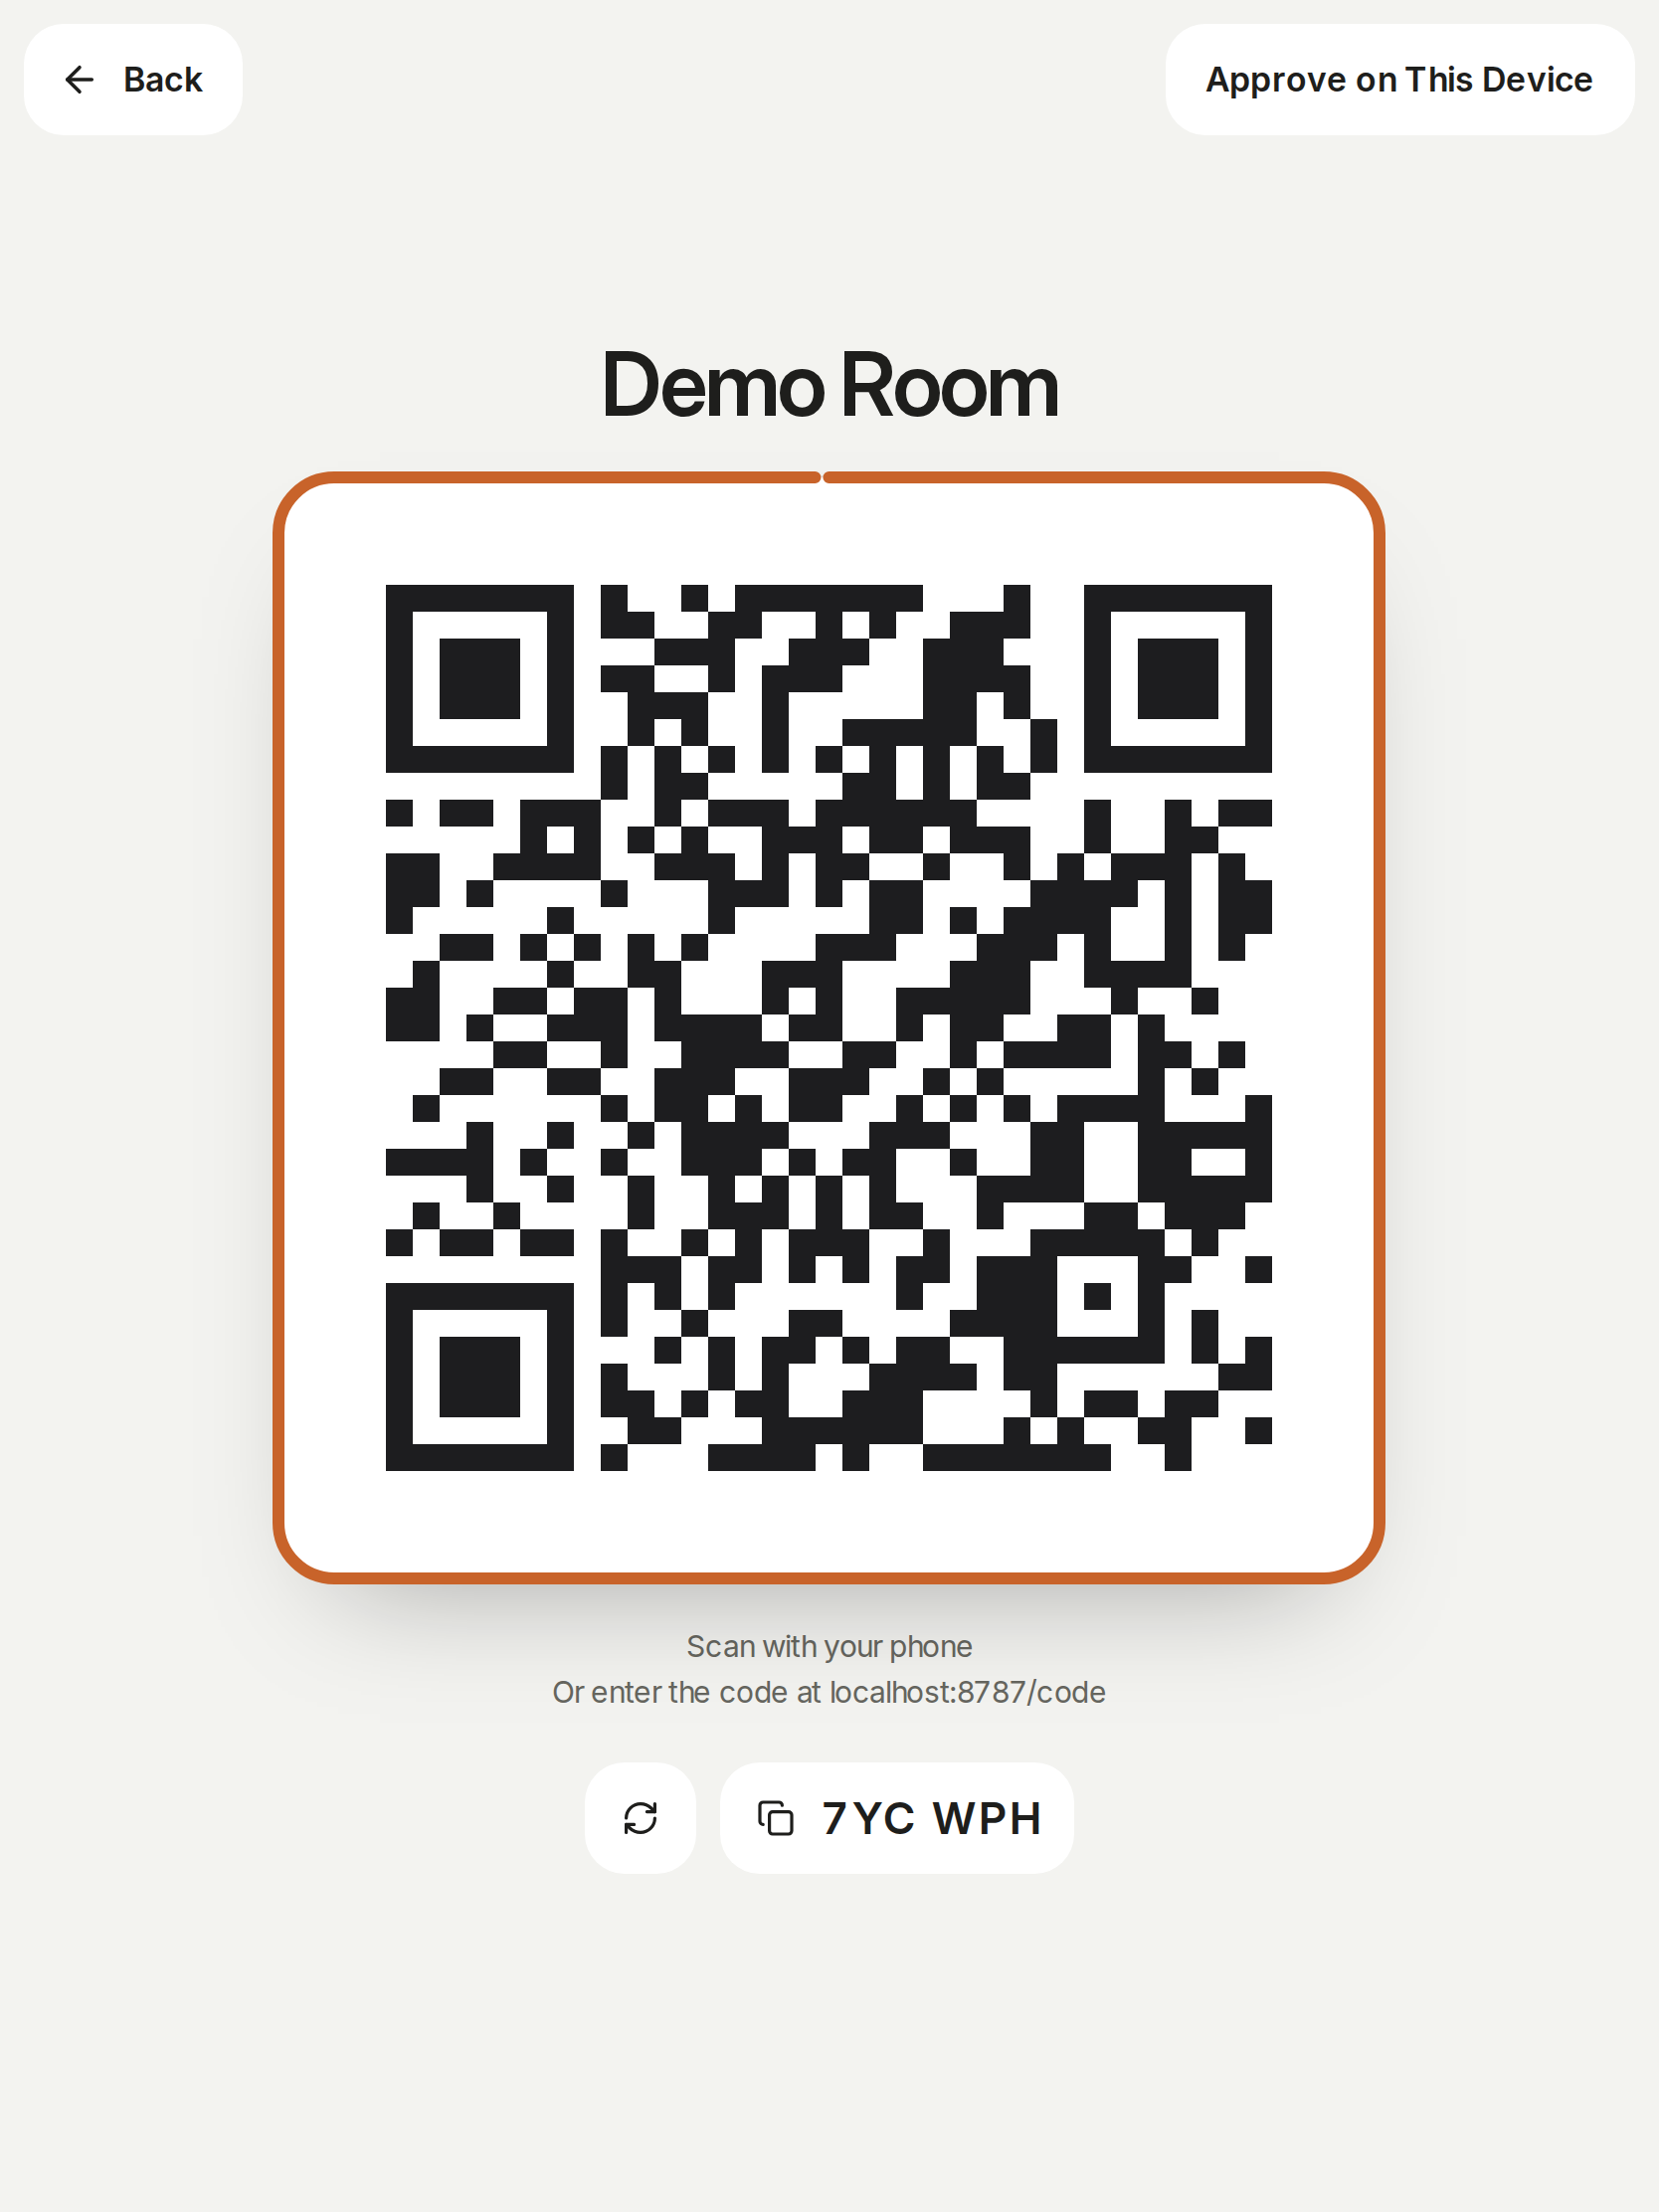 Back
Approve on This Device
Demo Room
Scan with your phone
Or enter the code at localhost:8787/code
7YC WPH